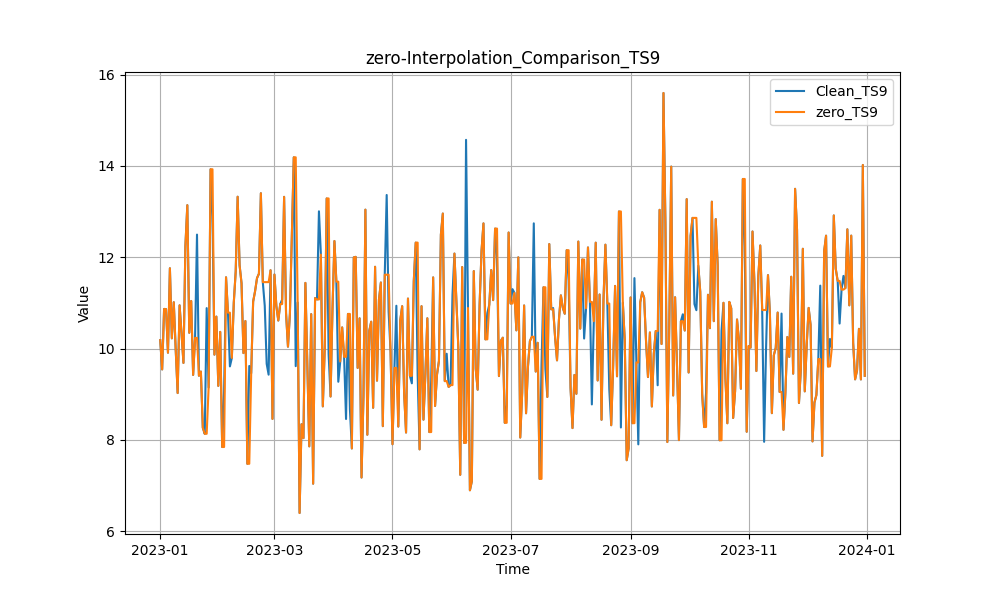 zero-Interpolation_Comparison_TS9
Clean_TS9
zero_TS9
Value
16
14
12
10
8
6
2023-01
2023-03
2023-05
2023-07
2023-09
2023-11
2024-01
Time